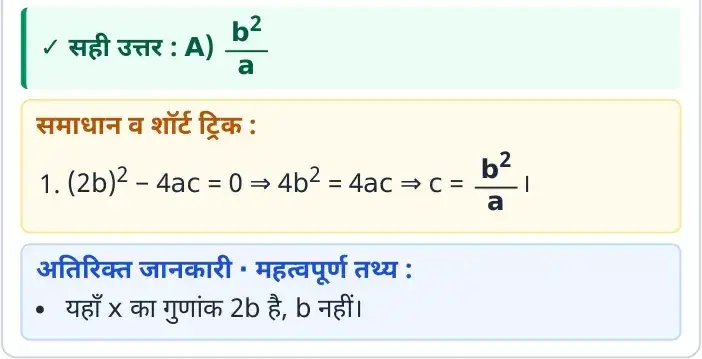 ✓ सही उत्तर : A) b²/a
समाधान व शॉर्ट ट्रिक :
1. (2b)² − 4ac = 0 ⇒ 4b² = 4ac ⇒ c = b²/a ।
अतिरिक्त जानकारी · महत्वपूर्ण तथ्य :
• यहाँ x का गुणांक 2b है, b नहीं।